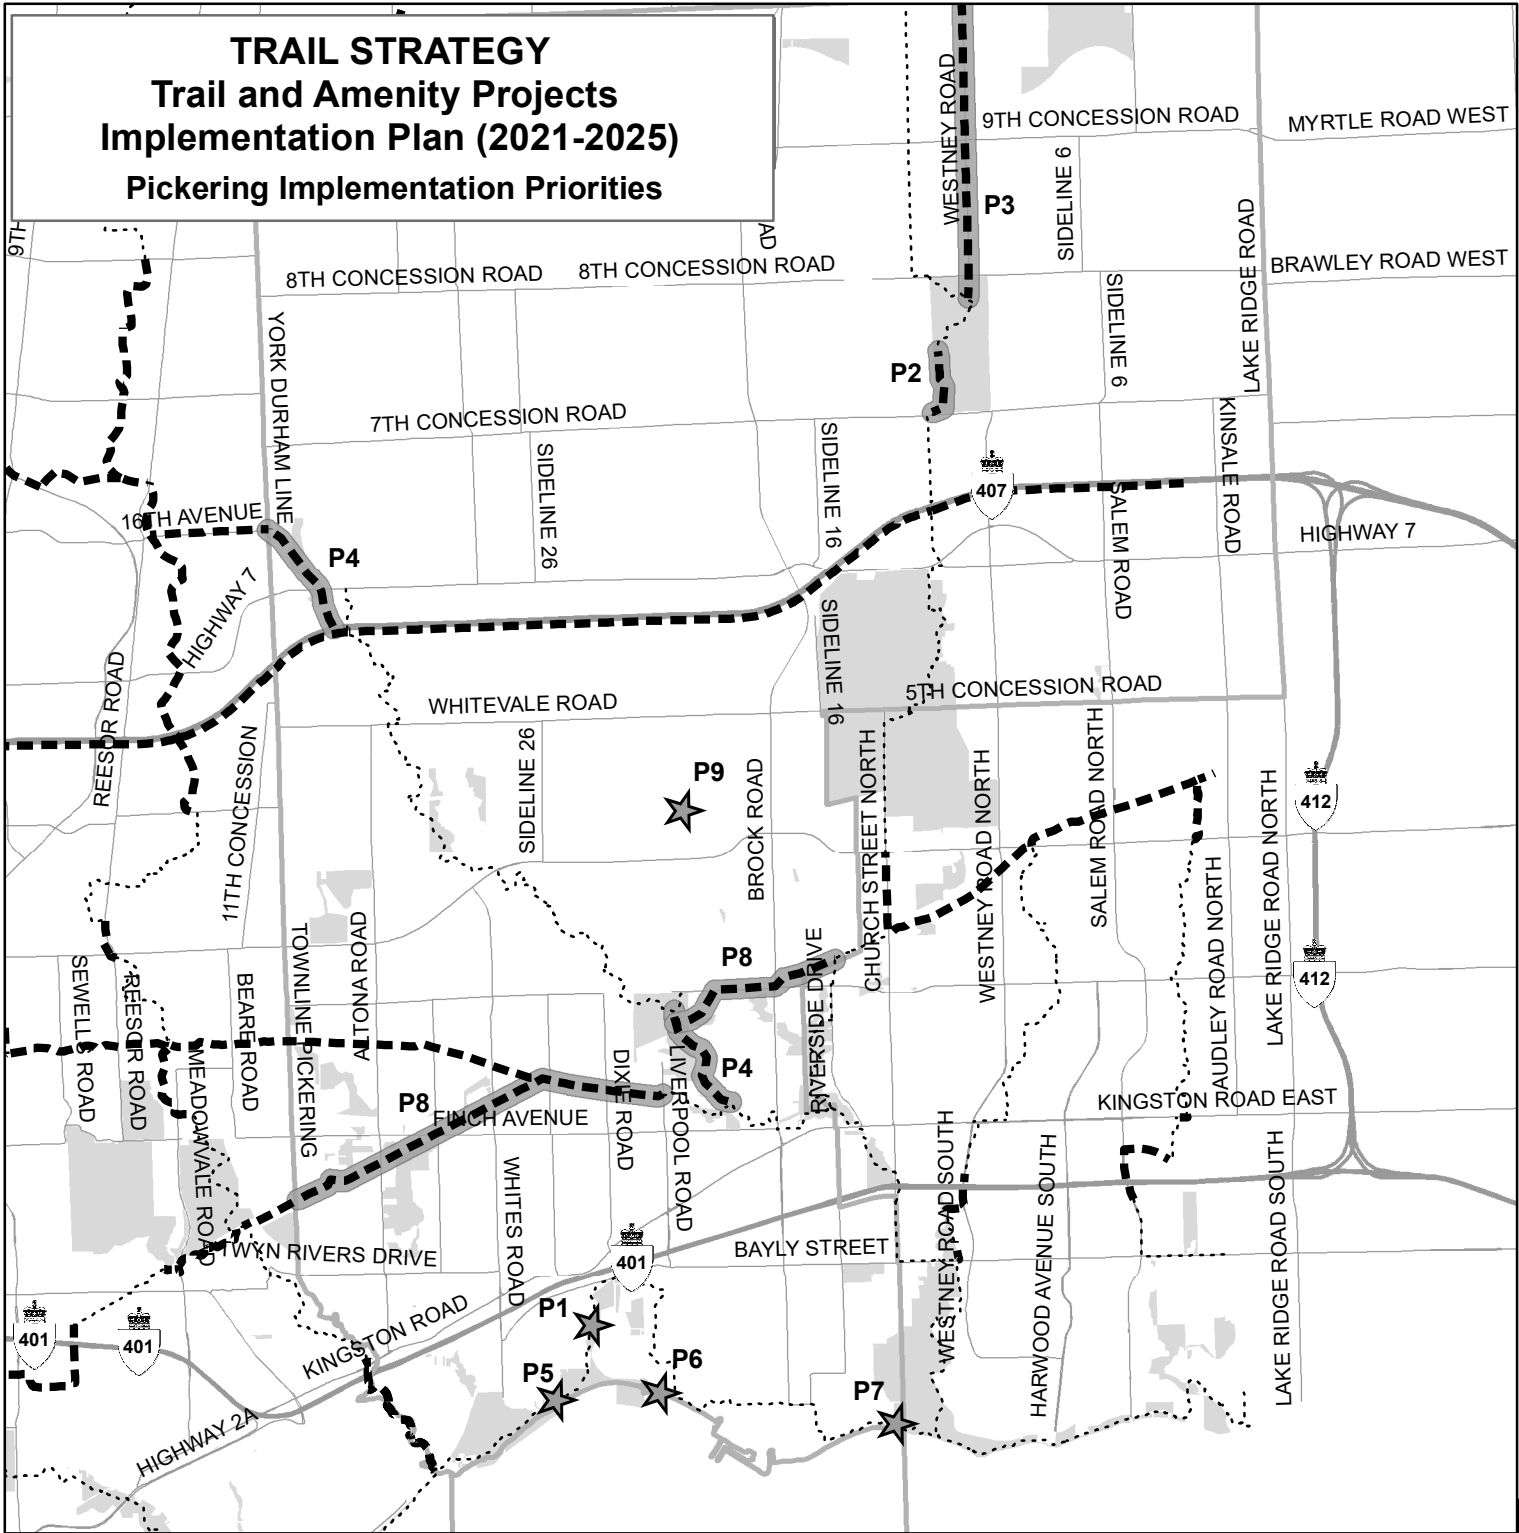 TRAIL STRATEGY
Trail and Amenity Projects
Implementation Plan (2021-2025)
Pickering Implementation Priorities
WESTNEY ROAD
9TH CONCESSION ROAD
MYRTLE ROAD WEST
SIDELINE 6
P3
LAKE RIDGE ROAD
9TH
AD
8TH CONCESSION ROAD
8TH CONCESSION ROAD
BRAWLEY ROAD WEST
YORK DURHAM LINE
SIDELINE 6
P2
7TH CONCESSION ROAD
SIDELINE 26
SIDELINE 16
KINSALE ROAD
407
SALEM ROAD
16TH AVENUE
HIGHWAY 7
P4
HIGHWAY 7
SIDELINE 16
REESOR ROAD
5TH CONCESSION ROAD
WHITEVALE ROAD
11TH CONCESSION
SIDELINE 26
P9
BROCK ROAD
CHURCH STREET NORTH
WESTNEY ROAD NORTH
SALEM ROAD NORTH
LAKE RIDGE ROAD NORTH
412
AUDLEY ROAD NORTH
412
SEWELLS ROAD
REESOR ROAD
BEARE ROAD
TOWNLINE PICKERING
ALTONA ROAD
P8
RIVERSIDE DRIVE
MEADOWVALE ROAD
DIXIE ROAD
LIVERPOOL ROAD
P4
P8
FINCH AVENUE
KINGSTON ROAD EAST
WHITES ROAD
WESTNEY ROAD SOUTH
HARWOOD AVENUE SOUTH
LAKE RIDGE ROAD SOUTH
TWYN RIVERS DRIVE
BAYLY STREET
401
401
401
KINGSTON ROAD
P1
P5
P6
P7
HIGHWAY 2A